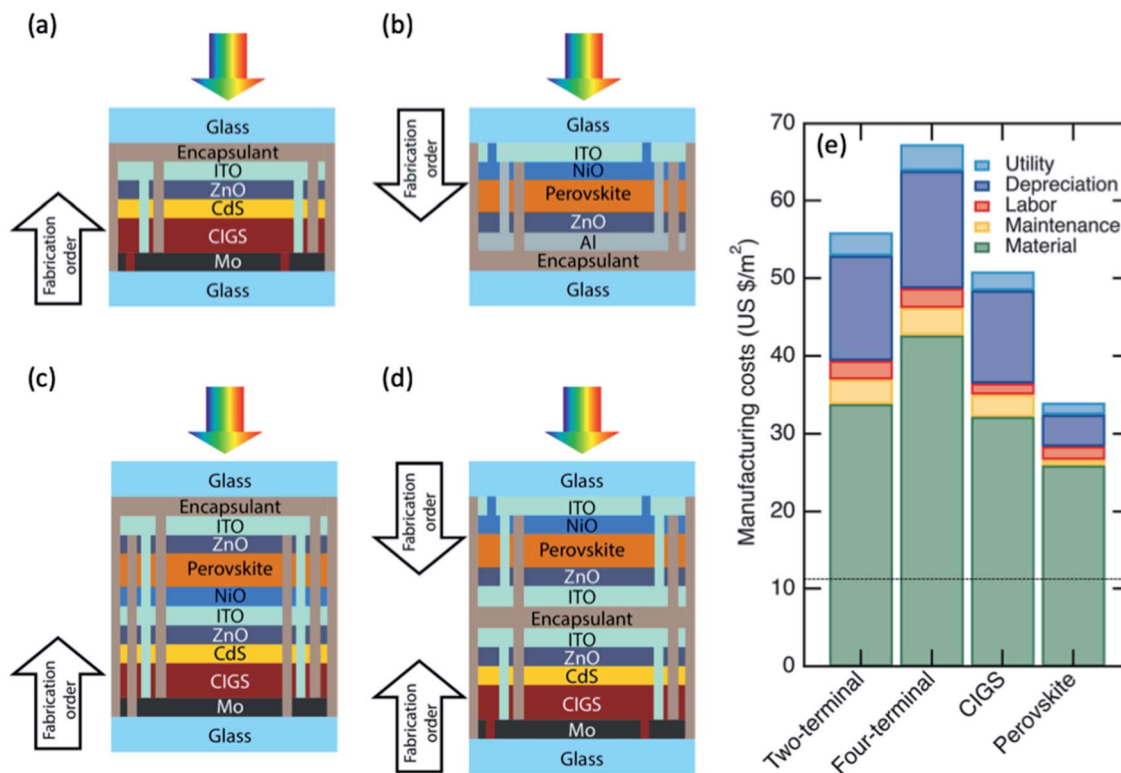 (a)
Glass
Encapsulant
ITO
ZnO
CdS
CIGS
Mo
Glass
Fabrication
order
(b)
Glass
ITO
NiO
Perovskite
ZnO
Al
Encapsulant
Glass
Fabrication
order
(c)
Glass
Encapsulant
ITO
ZnO
Perovskite
NiO
ITO
ZnO
CdS
CIGS
Mo
Glass
Fabrication
order
(d)
Glass
ITO
NiO
Perovskite
ZnO
ITO
Encapsulant
ITO
ZnO
CdS
CIGS
Mo
Glass
Fabrication
order
Fabrication
order
(e)
Utility
Depreciation
Labor
Maintenance
Material
Manufacturing costs (US $/m²)
70
60
50
40
30
20
10
0
Two-terminal
Four-terminal
CIGS
Perovskite